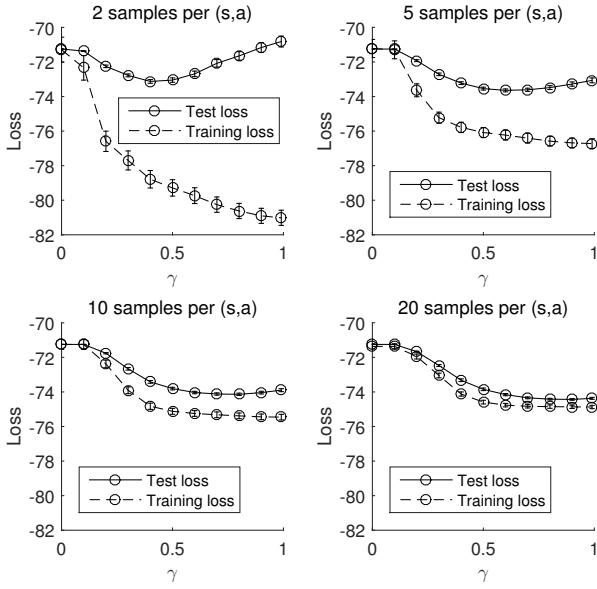 2 samples per (s,a)
-70
-72
-74
-76
-78
-80
-82
Loss
Test loss
Training loss
0
0.5
1
γ
5 samples per (s,a)
-70
-72
-74
-76
-78
-80
-82
Loss
Test loss
Training loss
0
0.5
1
γ
10 samples per (s,a)
-70
-72
-74
-76
-78
-80
-82
Loss
Test loss
Training loss
0
0.5
1
γ
20 samples per (s,a)
-70
-72
-74
-76
-78
-80
-82
Loss
Test loss
Training loss
0
0.5
1
γ